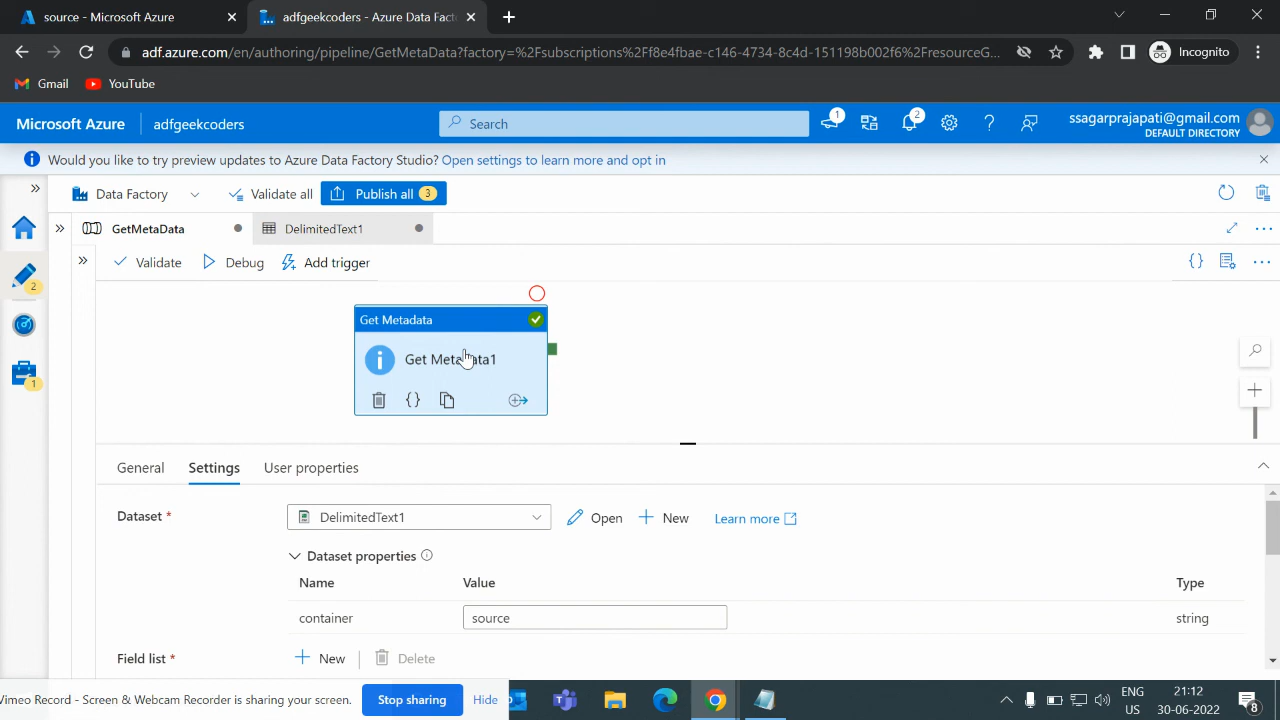 source - Microsoft Azure
adfgeekcoders - Azure Data Fact
adf.azure.com/en/authoring/pipeline/GetMetaData?factory=%2Fsubscriptions%2Ff8e4fbae-c146-4734-8c4d-151198b002f6%2FresourceG...
Incognito
Gmail
YouTube
Microsoft Azure
adfgeekcoders
Search
1
2
ssagarprajapati@gmail.com
DEFAULT DIRECTORY
Would you like to try preview updates to Azure Data Factory Studio? Open settings to learn more and opt in
Data Factory
Validate all
Publish all 3
GetMetaData
DelimitedText1
Validate
Debug
Add trigger
2
1
Get Metadata
Get Metadata1
General
Settings
User properties
Dataset *
DelimitedText1
Open
New
Learn more
Dataset properties
Name
Value
Type
container
source
string
Field list *
New
Delete
Vimeo Record - Screen & Webcam Recorder is sharing your screen.
Stop sharing
Hide
ENG
US
21:12
30-06-2022
8